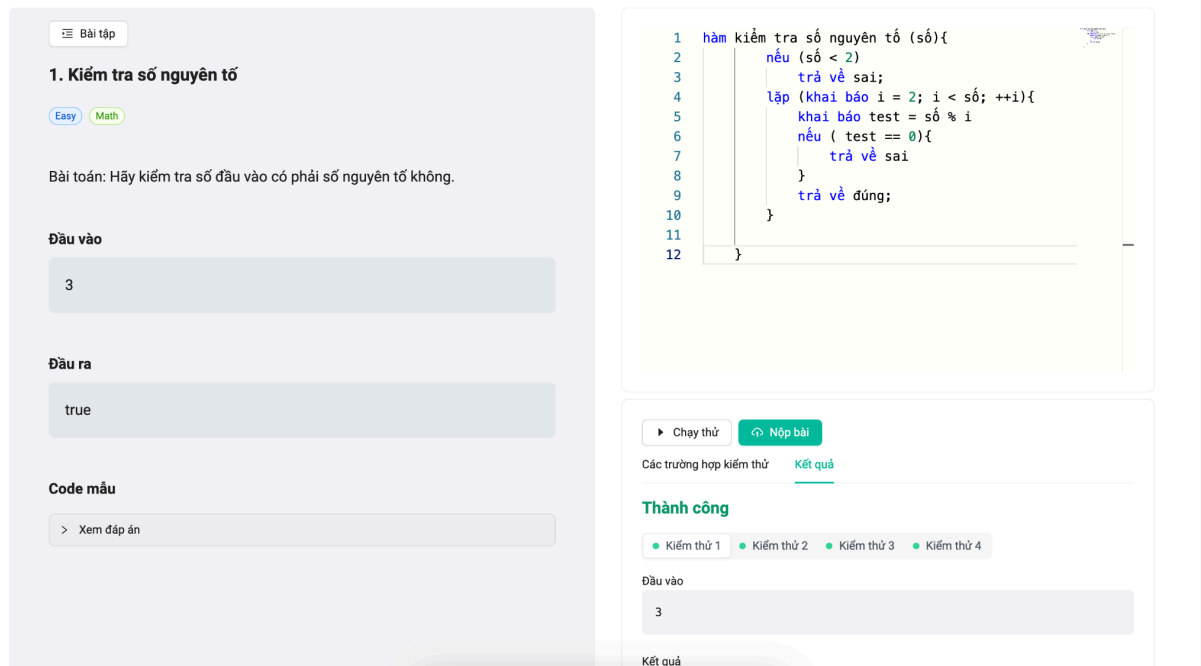 Bài tập
1. Kiểm tra số nguyên tố
Easy Math
Bài toán: Hãy kiểm tra số đầu vào có phải số nguyên tố không.
Đầu vào
3
Đầu ra
true
Code mẫu
> Xem đáp án
1 hàm kiểm tra số nguyên tố (số){
2 nếu (số < 2)
3 trả về sai;
4 lặp (khai báo i = 2; i < số; ++i){
5 khai báo test = số % i
6 nếu ( test == 0){
7 trả về sai
8 }
9 trả về đúng;
10 }
11
12 }
Chạy thử Nộp bài
Các trường hợp kiểm thử Kết quả
Thành công
Kiểm thử 1 Kiểm thử 2 Kiểm thử 3 Kiểm thử 4
Đầu vào
3
Kết quả